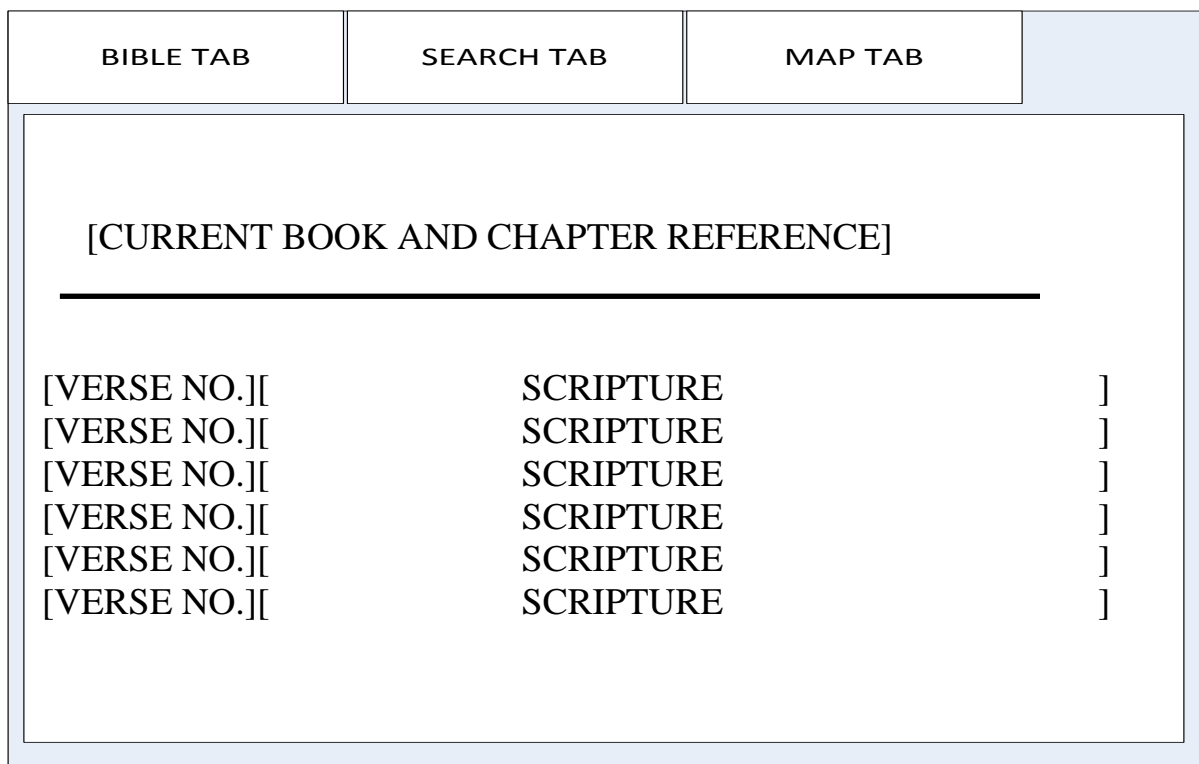 BIBLE TAB SEARCH TAB MAP TAB
[CURRENT BOOK AND CHAPTER REFERENCE]
[VERSE NO.][ SCRIPTURE ]
[VERSE NO.][ SCRIPTURE ]
[VERSE NO.][ SCRIPTURE ]
[VERSE NO.][ SCRIPTURE ]
[VERSE NO.][ SCRIPTURE ]
[VERSE NO.][ SCRIPTURE ]